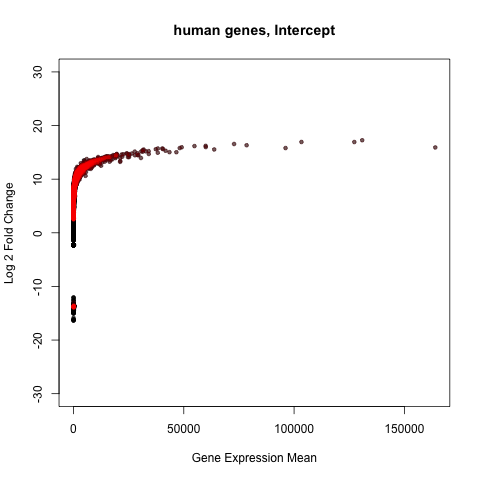 human genes, Intercept
Log 2 Fold Change
30
20
10
0
-10
-20
-30
0 50000 100000 150000
Gene Expression Mean